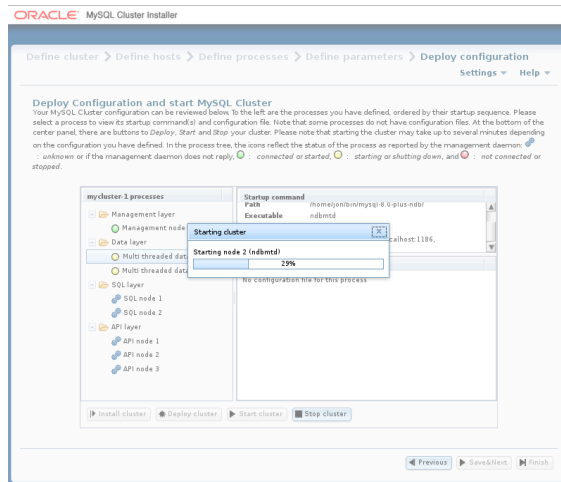 ORACLE MySQL Cluster Installer
Define cluster Define hosts Define processes Define parameters Deploy configuration
Settings Help
Deploy Configuration and start MySQL Cluster
Your MySQL Cluster configuration can be reviewed below. To the left are the processes you have defined, ordered by their startup sequence. Please
select a process to view its startup command(s) and configuration file. Note that some processes do not have configuration files. At the bottom of the
center panel, there are buttons to Deploy, Start and Stop your cluster. Please note that starting the cluster may take up to several minutes depending
on the configuration you have defined. In the process tree, the icons reflect the status of the process as reported by the management daemon:
: unknown or if the management daemon does not reply, : connected or started, : starting or shutting down, and : not connected or
stopped.
mycluster-1 processes
Management layer
Management node
Data layer
Multi threaded data
Multi threaded data
SQL layer
SQL node 1
SQL node 2
API layer
API node 1
API node 2
API node 3
Startup command
Path /home/jon/bin/mysql-8.0-plus-ndb/
Executable ndbmtd
calhost:1186,
Starting cluster
X
Starting node 2 (ndbmtd)
29%
No configuration file for this process
Install cluster Deploy cluster Start cluster Stop cluster
Previous Save&Next Finish